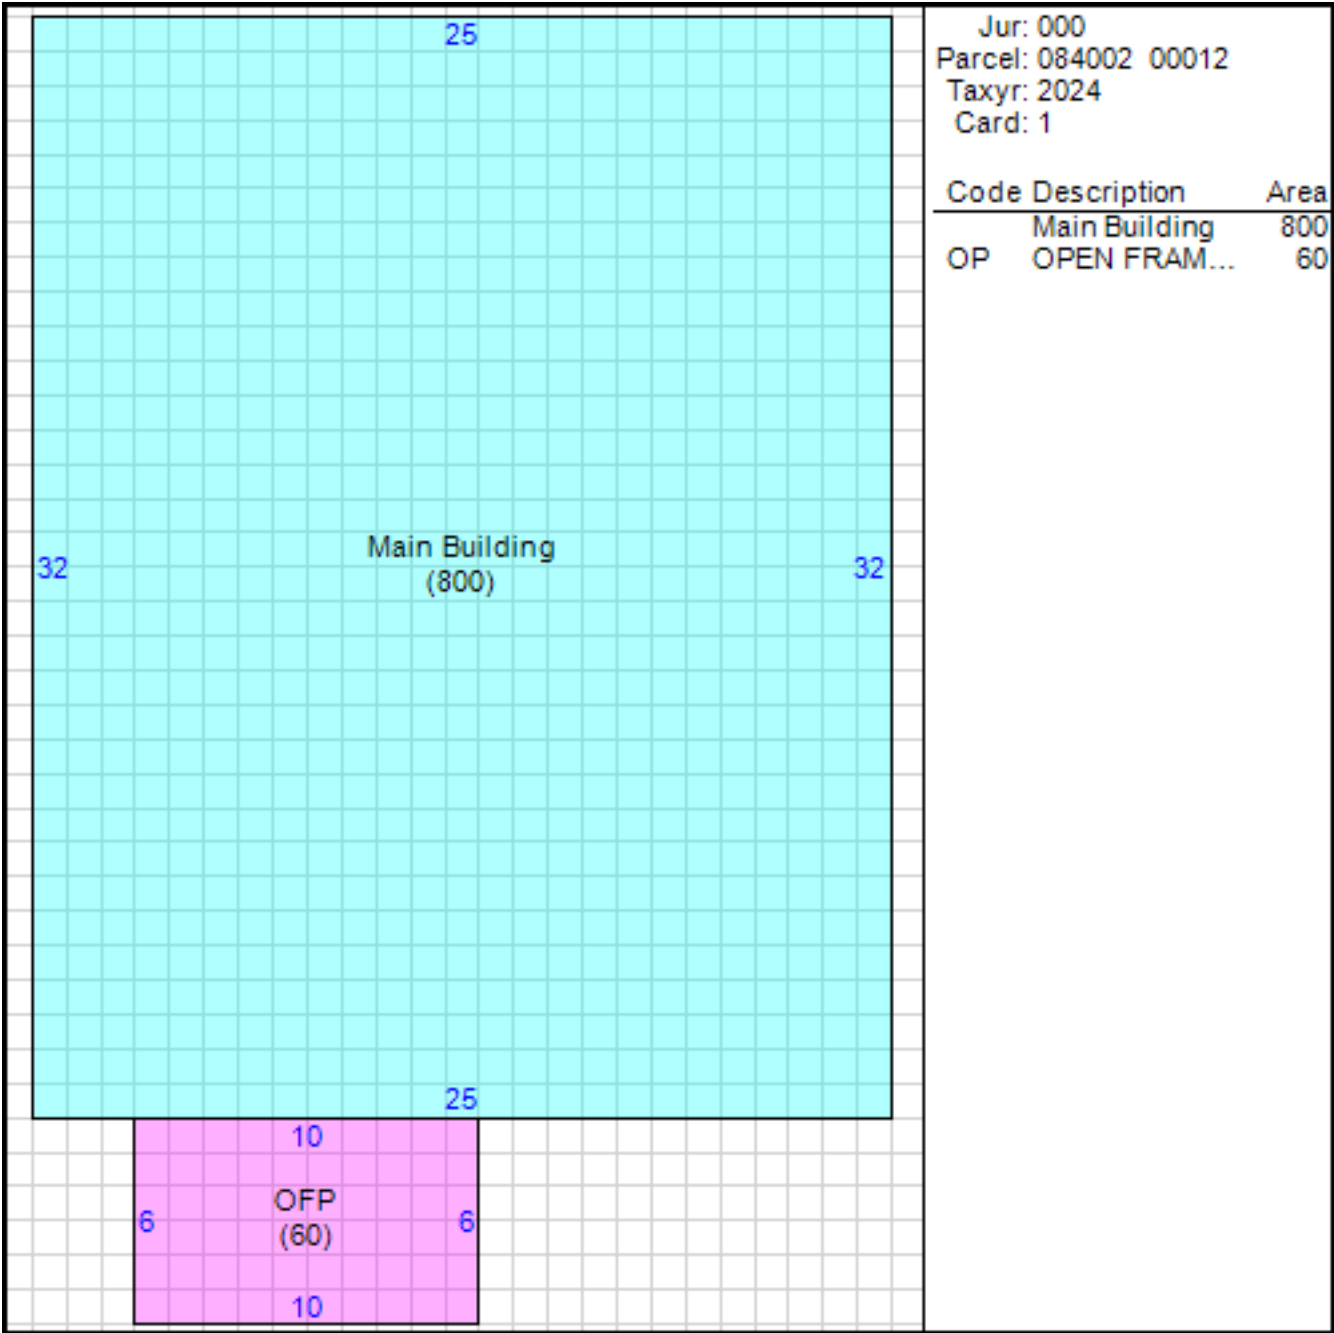 25
32
Main Building
(800)
32
25
10
OFP
(60)
6
6
10
Jur: 000
Parcel: 084002 00012
Taxyr: 2024
Card: 1
Code Description Area
Main Building 800
OP OPEN FRAM... 60